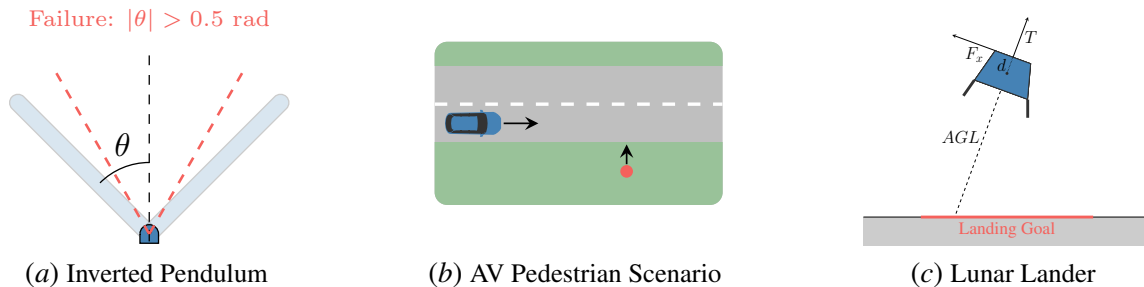 Failure: |θ| > 0.5 rad
θ
(a) Inverted Pendulum
(b) AV Pedestrian Scenario
T
F_x
d
AGL
Landing Goal
(c) Lunar Lander